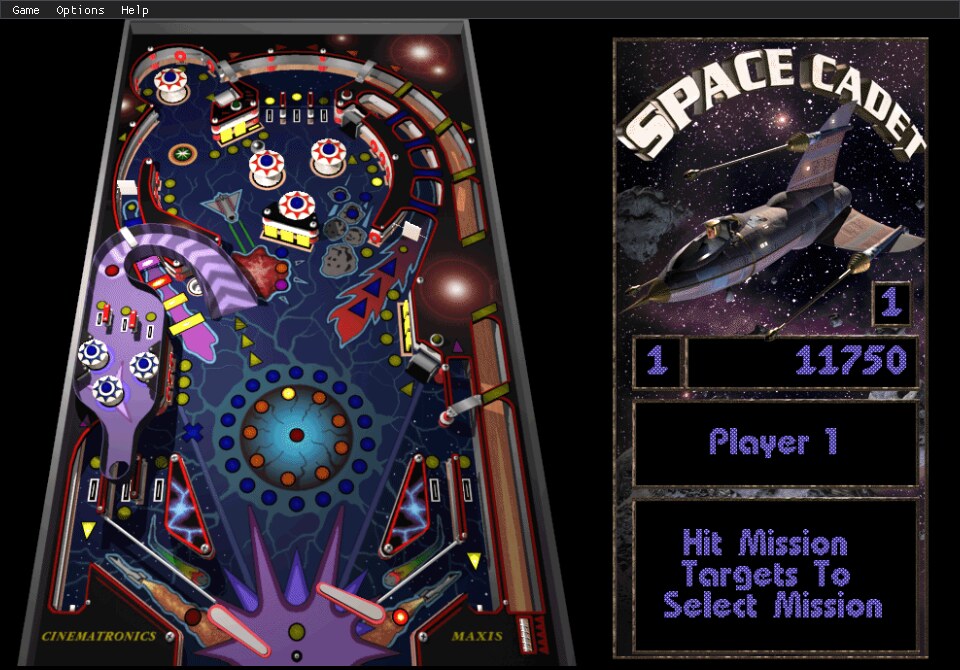 Game Options Help
SPACE CADET
1
1 11750
Player 1
Hit Mission
Targets To
Select Mission
CINEMATRONICS MAXIS